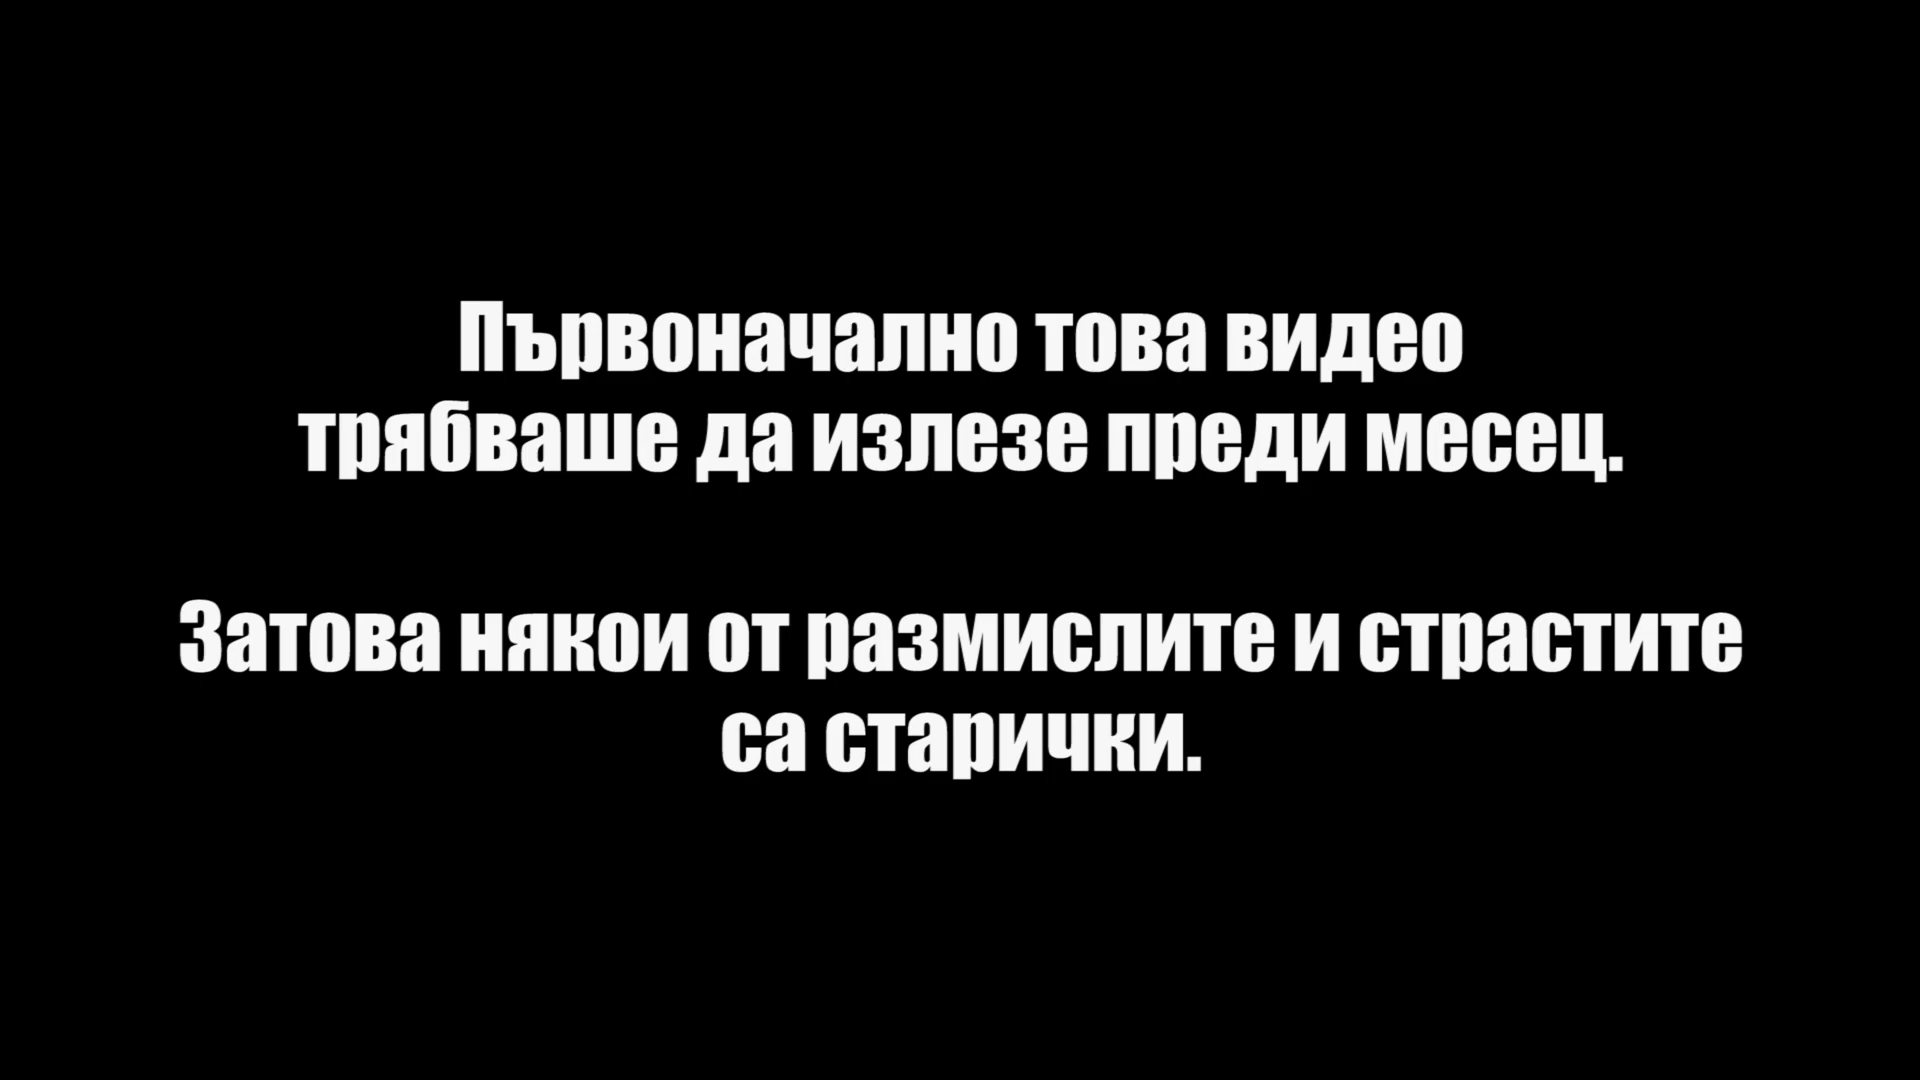 Първоначално това видео
трябваше да излезе преди месец.
Затова някои от размислите и страстите
са старички.